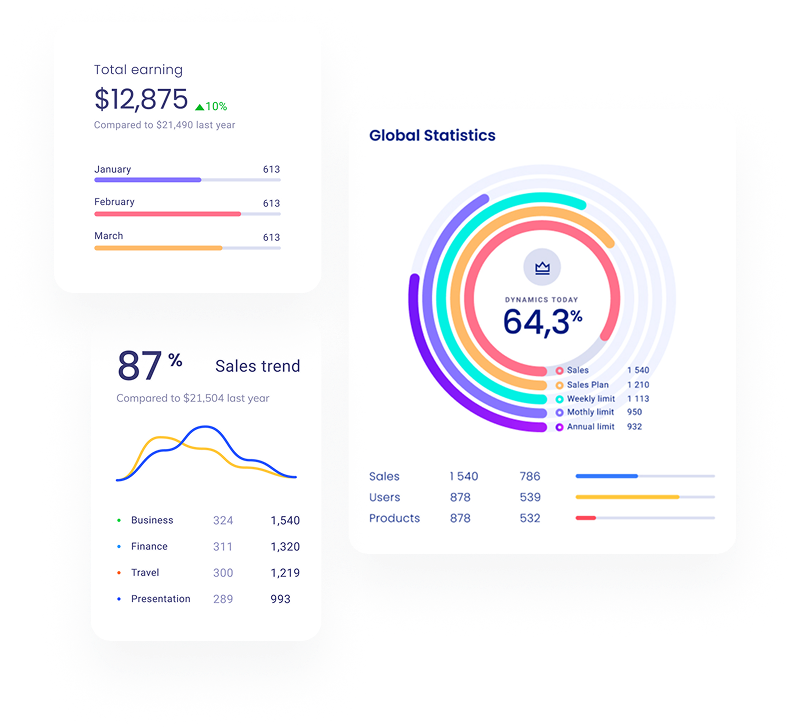 Total earning
$12,875 ▲10%
Compared to $21,490 last year
January 613
February 613
March 613
87 % Sales trend
Compared to $21,504 last year
Business 324 1,540
Finance 311 1,320
Travel 300 1,219
Presentation 289 993
Global Statistics
DYNAMICS TODAY
64,3%
Sales 1 540
Sales Plan 1 210
Weekly limit 1 113
Mothly limit 950
Annual limit 932
Sales 1 540 786
Users 878 539
Products 878 532